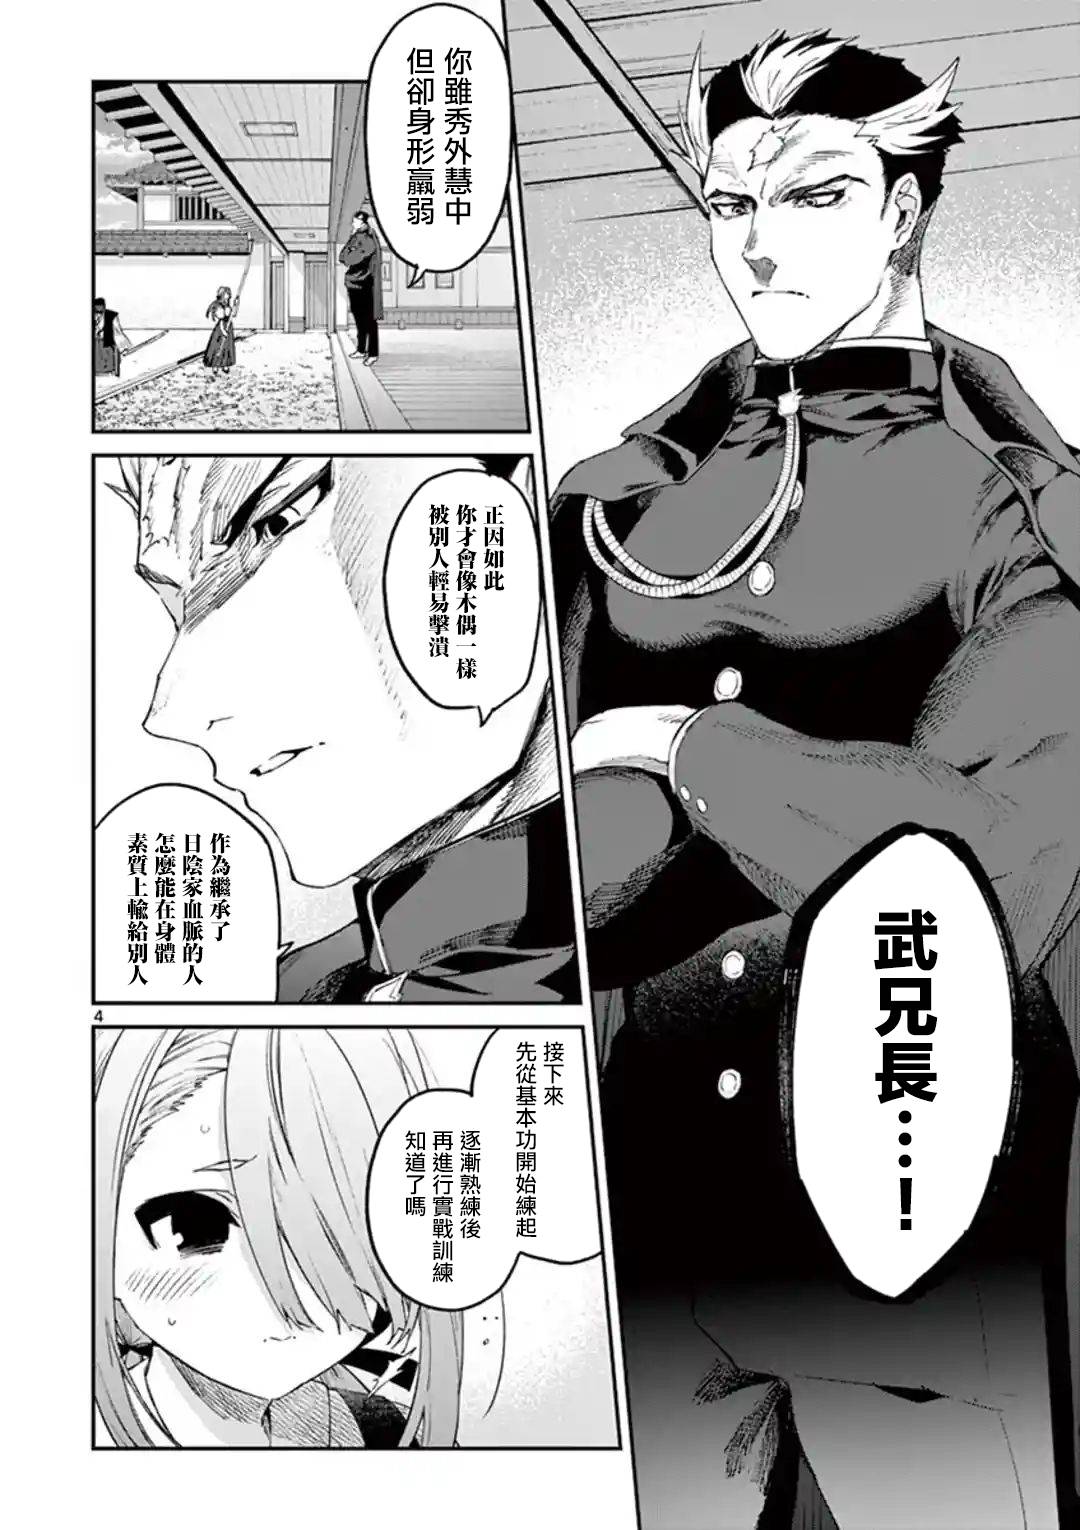 武兄長…！
你雖秀外慧中
但卻身形羸弱
正因如此
你才會像木偶一樣
被別人輕易擊潰
作為繼承了
日陰家血脈的人
怎麼能在身體
素質上輸給別人
4
接下來
先從基本功開始練起
逐漸熟練後
再進行實戰訓練
知道了嗎